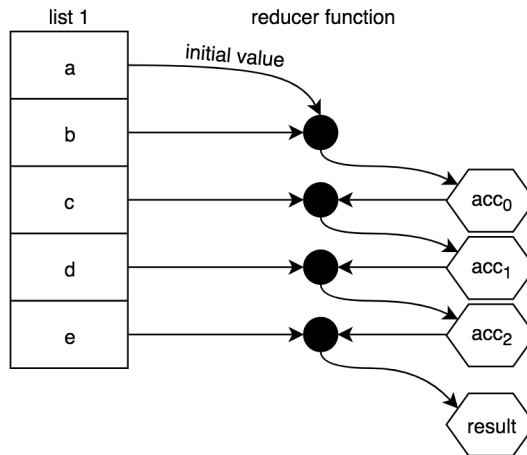 list 1
reducer function
a
initial value
b
c
acc₀
d
acc₁
e
acc₂
result